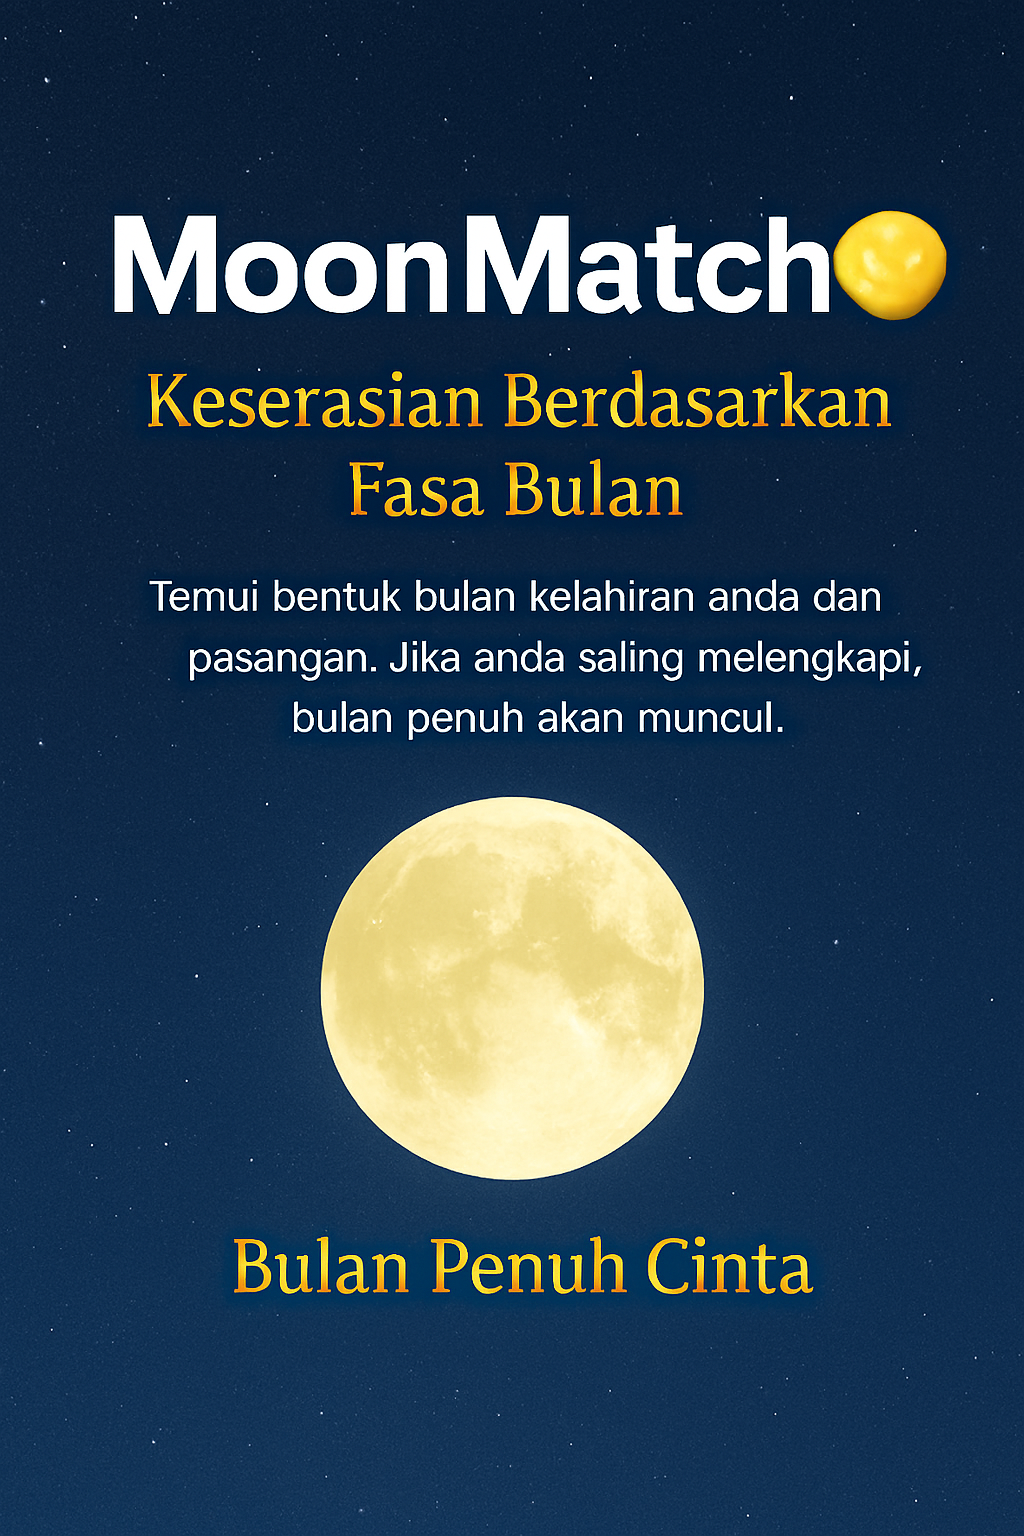 MoonMatch
Keserasian Berdasarkan
Fasa Bulan
Temui bentuk bulan kelahiran anda dan
pasangan. Jika anda saling melengkapi,
bulan penuh akan muncul.
Bulan Penuh Cinta